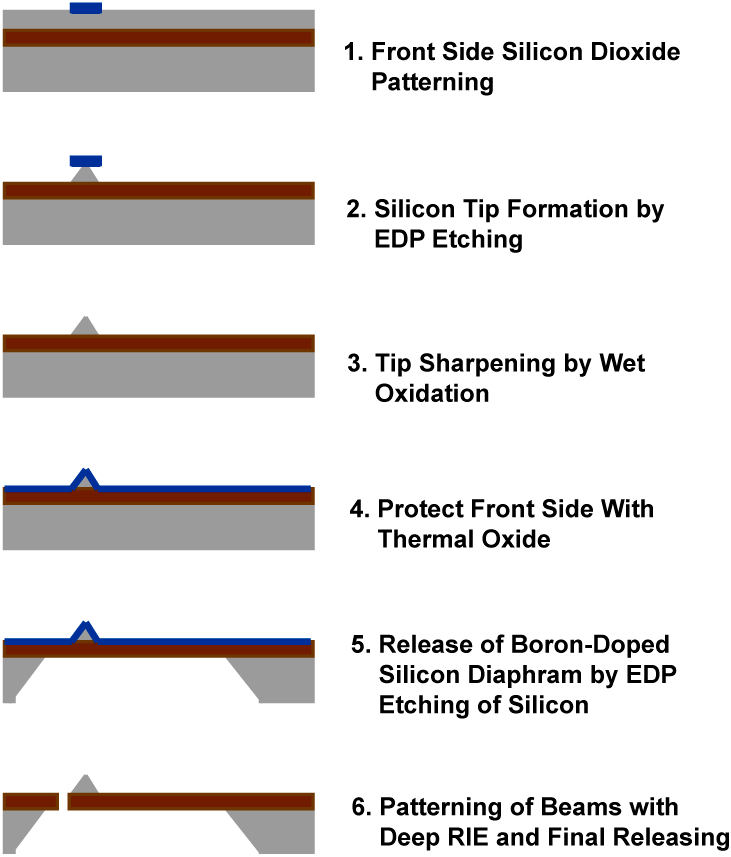 1. Front Side Silicon Dioxide
Patterning
2. Silicon Tip Formation by
EDP Etching
3. Tip Sharpening by Wet
Oxidation
4. Protect Front Side With
Thermal Oxide
5. Release of Boron-Doped
Silicon Diaphram by EDP
Etching of Silicon
6. Patterning of Beams with
Deep RIE and Final Releasing